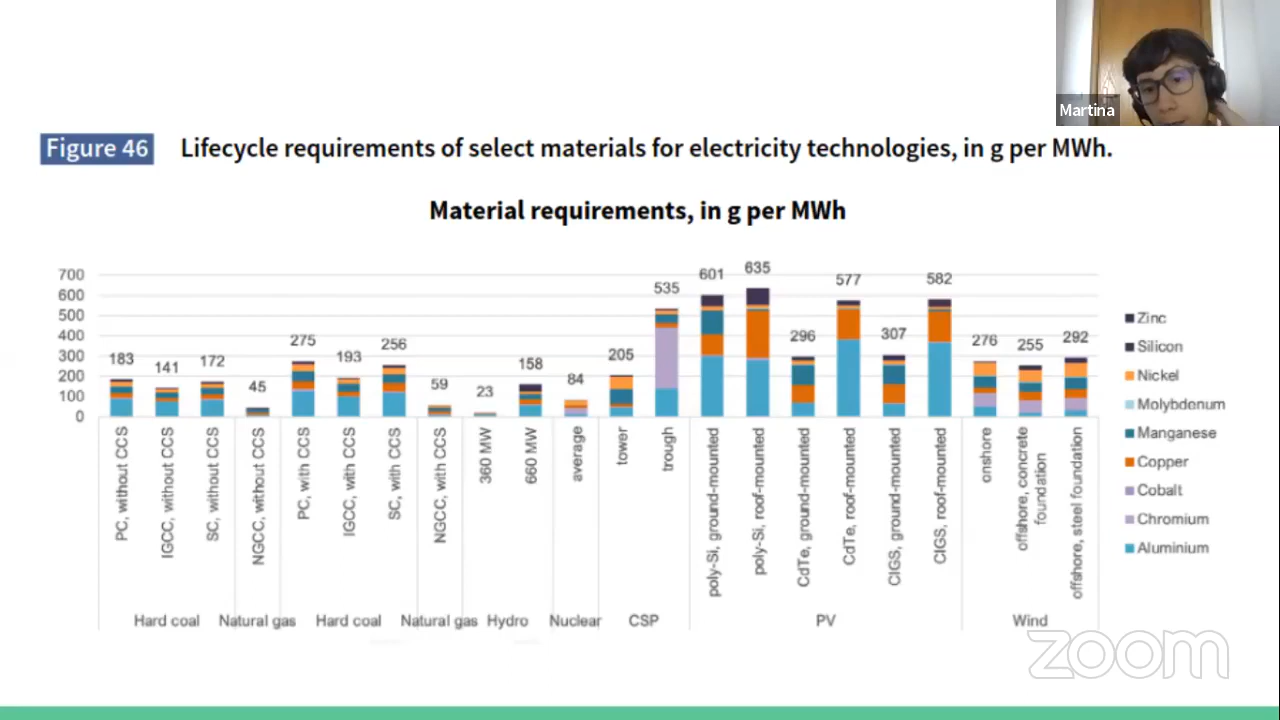 Martina
Figure 46 Lifecycle requirements of select materials for electricity technologies, in g per MWh.
Material requirements, in g per MWh
700
600
500
400
300
200
100
0
183
141
172
45
275
193
256
59
23
158
84
205
535
601
635
296
577
307
582
276
255
292
PC, without CCS
IGCC, without CCS
SC, without CCS
NGCC, without CCS
PC, with CCS
IGCC, with CCS
SC, with CCS
NGCC, with CCS
360 MW
660 MW
average
tower
trough
poly-Si, ground-mounted
poly-Si, roof-mounted
CdTe, ground-mounted
CdTe, roof-mounted
CIGS, ground-mounted
CIGS, roof-mounted
onshore
offshore, concrete
foundation
offshore, steel foundation
Hard coal
Natural gas
Hard coal
Natural gas
Hydro
Nuclear
CSP
PV
Wind
Zinc
Silicon
Nickel
Molybdenum
Manganese
Copper
Cobalt
Chromium
Aluminium
zoom